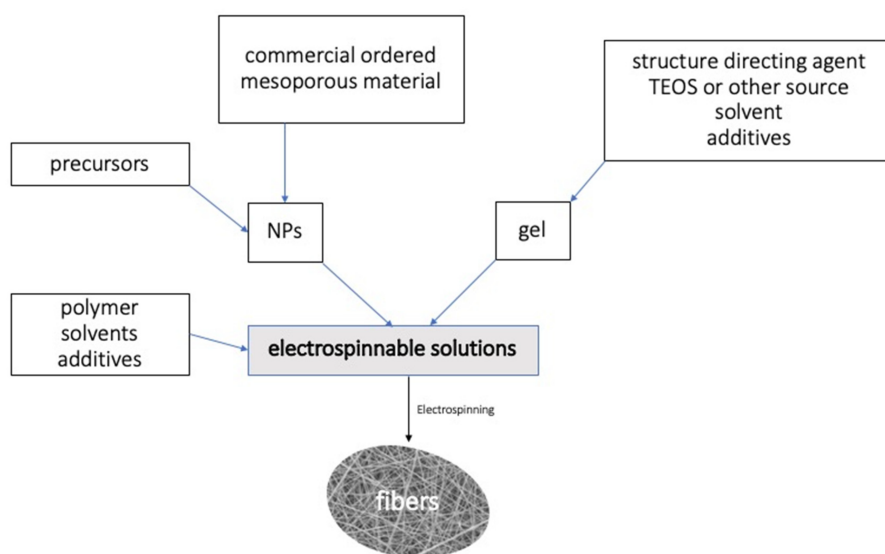 commercial ordered
mesoporous material
structure directing agent
TEOS or other source
solvent
additives
precursors
NPs
gel
polymer
solvents
additives
electrospinnable solutions
Electrospinning
fibers